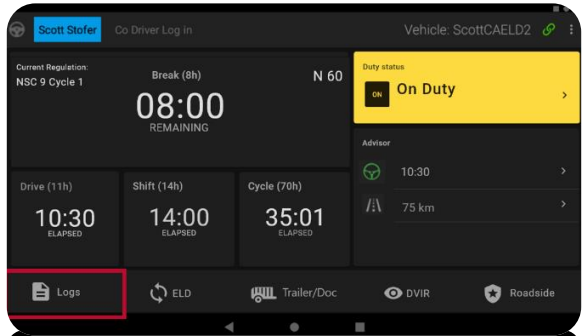 Scott Stofer
Co Driver Log in
Vehicle: ScottCAELD2
Current Regulation:
NSC 9 Cycle 1
Break (8h)
N 60
08:00
REMAINING
Duty status
ON
On Duty
Advisor
10:30
75 km
Drive (11h)
10:30
ELAPSED
Shift (14h)
14:00
ELAPSED
Cycle (70h)
35:01
ELAPSED
Logs
ELD
Trailer/Doc
DVIR
Roadside